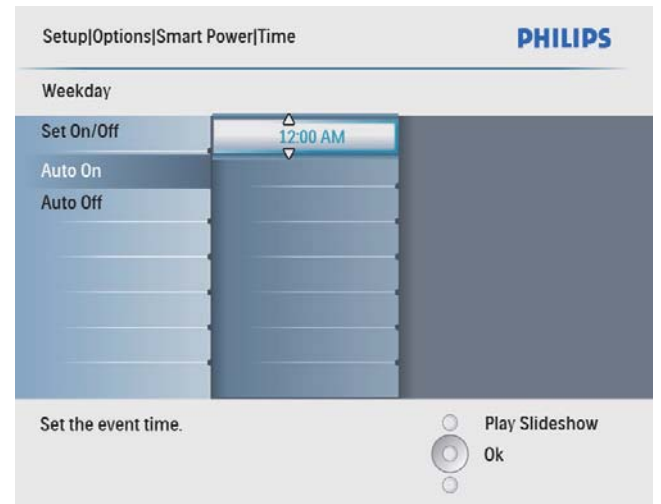 Setup|Options|Smart Power|Time
PHILIPS
Weekday
Set On/Off
12:00 AM
Auto On
Auto Off
Set the event time.
Play Slideshow
Ok